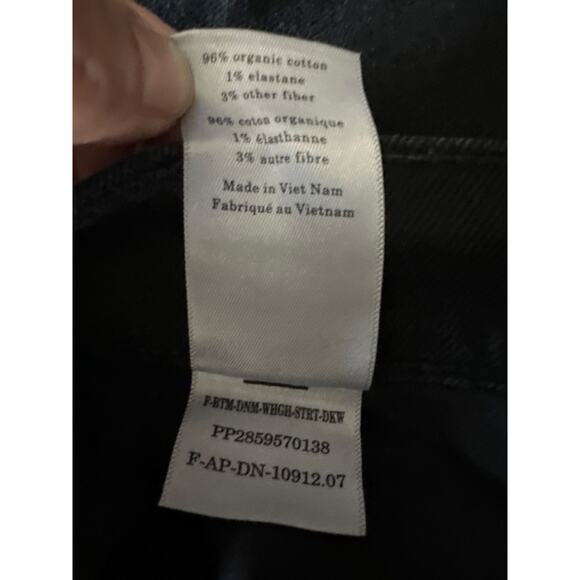 96% organic cotton
1% elastane
3% other fiber
96% coton organique
1% élasthanne
3% autre fibre
Made in Viet Nam
Fabriqué au Vietnam
F-BTM-DNM-WHGH-STRT-DKW
PP2859570138
F-AP-DN-10912.07